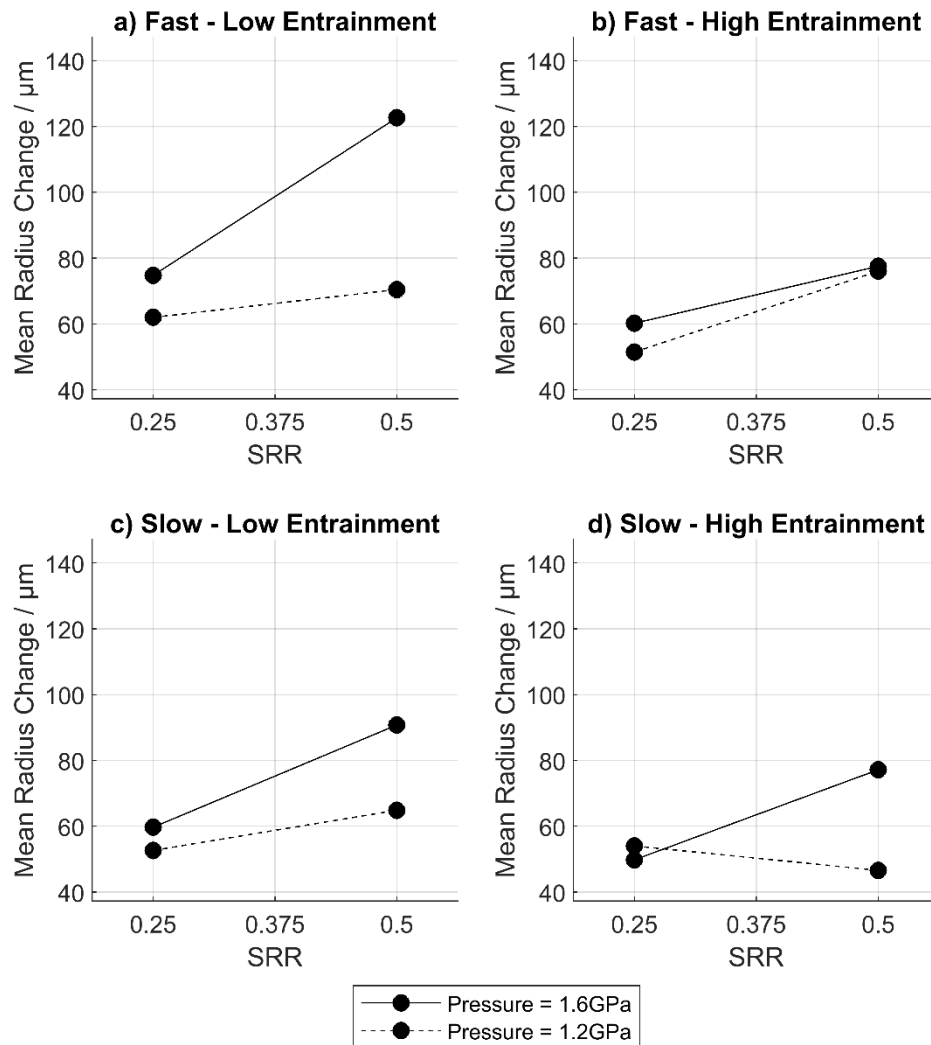 a) Fast - Low Entrainment
Mean Radius Change / µm
140
120
100
80
60
40
0.25
0.375
0.5
SRR
b) Fast - High Entrainment
Mean Radius Change / µm
140
120
100
80
60
40
0.25
0.375
0.5
SRR
c) Slow - Low Entrainment
Mean Radius Change / µm
140
120
100
80
60
40
0.25
0.375
0.5
SRR
d) Slow - High Entrainment
Mean Radius Change / µm
140
120
100
80
60
40
0.25
0.375
0.5
SRR
Pressure = 1.6GPa
Pressure = 1.2GPa